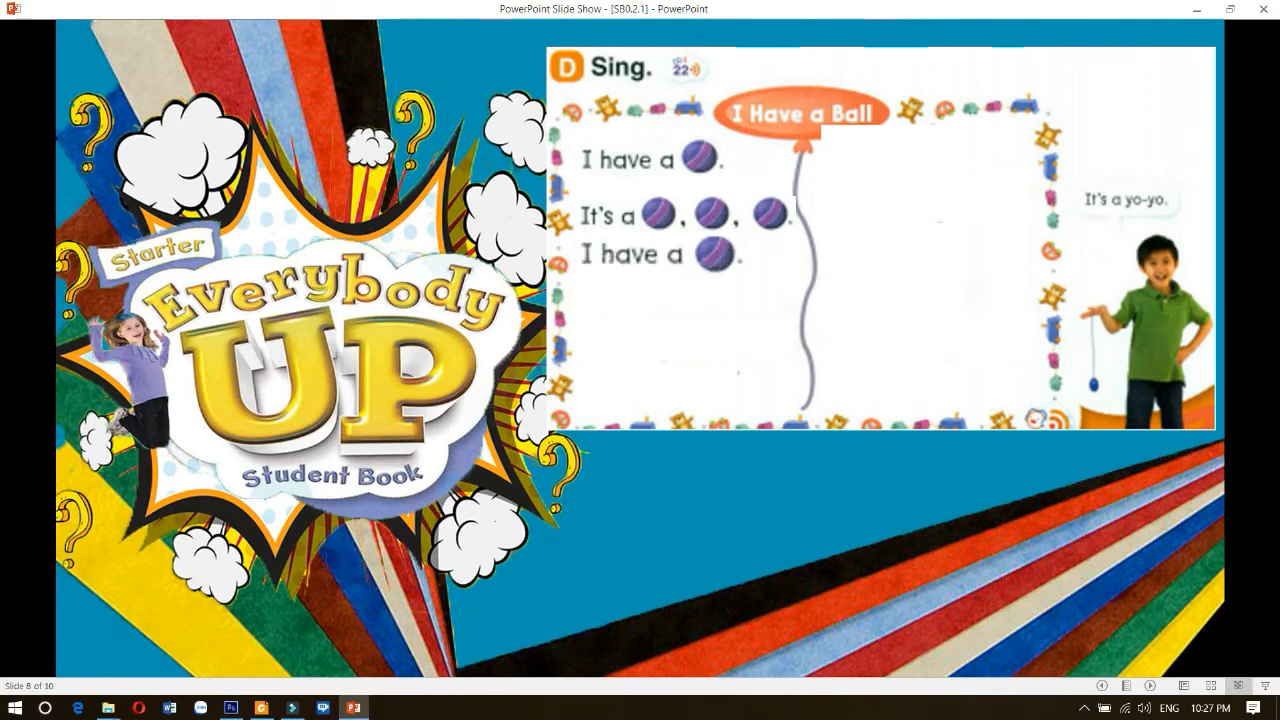 PowerPoint Slide Show - [SB0.2.1] - PowerPoint
Starter
Everybody
UP
Student Book
D Sing.
22
I Have a Ball
I have a .
It's a , , .
I have a .
It's a yo-yo.
Slide 8 of 10
ENG 10:27 PM